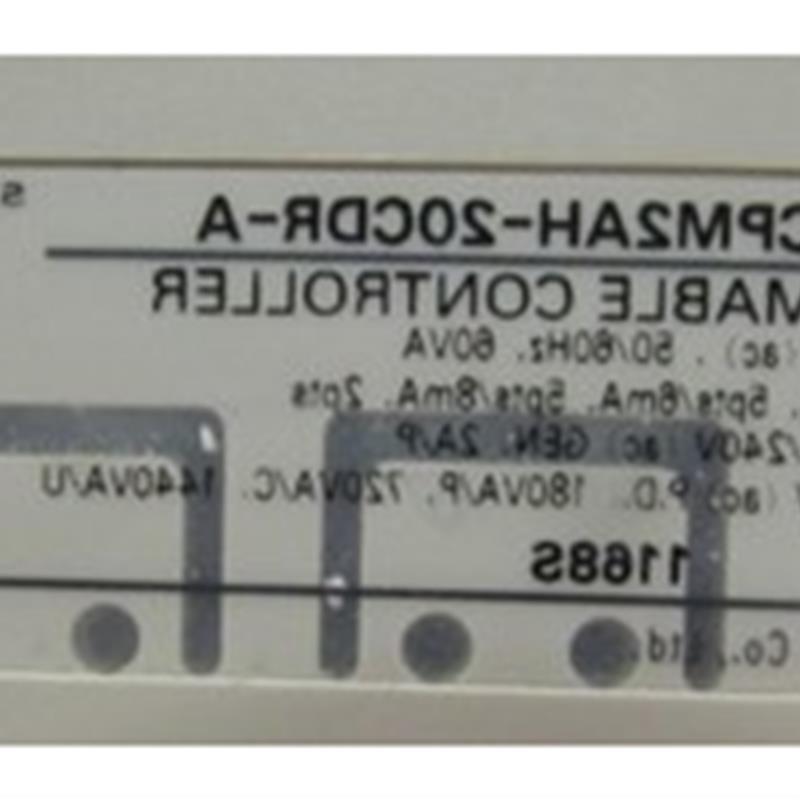 S
CPM2AH-20CDR-A
MABLE CONTROLLER
(ac) , 50/60Hz, 60VA
, 5pts/6mA, 5pts/8mA, 2pts
/240V (ac) GEN. 2A/P
(ac) P.D. 180VA/P, 720VA/C, 1440VA/U
1168S
Co., Ltd.